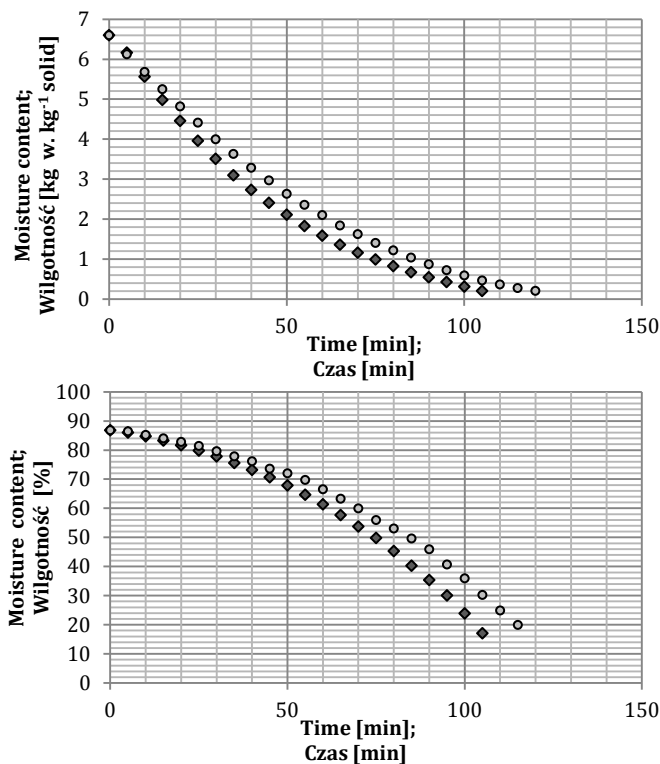 Moisture content;
Wilgotność [kg w. kg⁻¹ solid]
7
6
5
4
3
2
1
0
0 50 100 150
Time [min];
Czas [min]
Moisture content;
Wilgotność [%]
100
90
80
70
60
50
40
30
20
10
0
0 50 100 150
Time [min];
Czas [min]